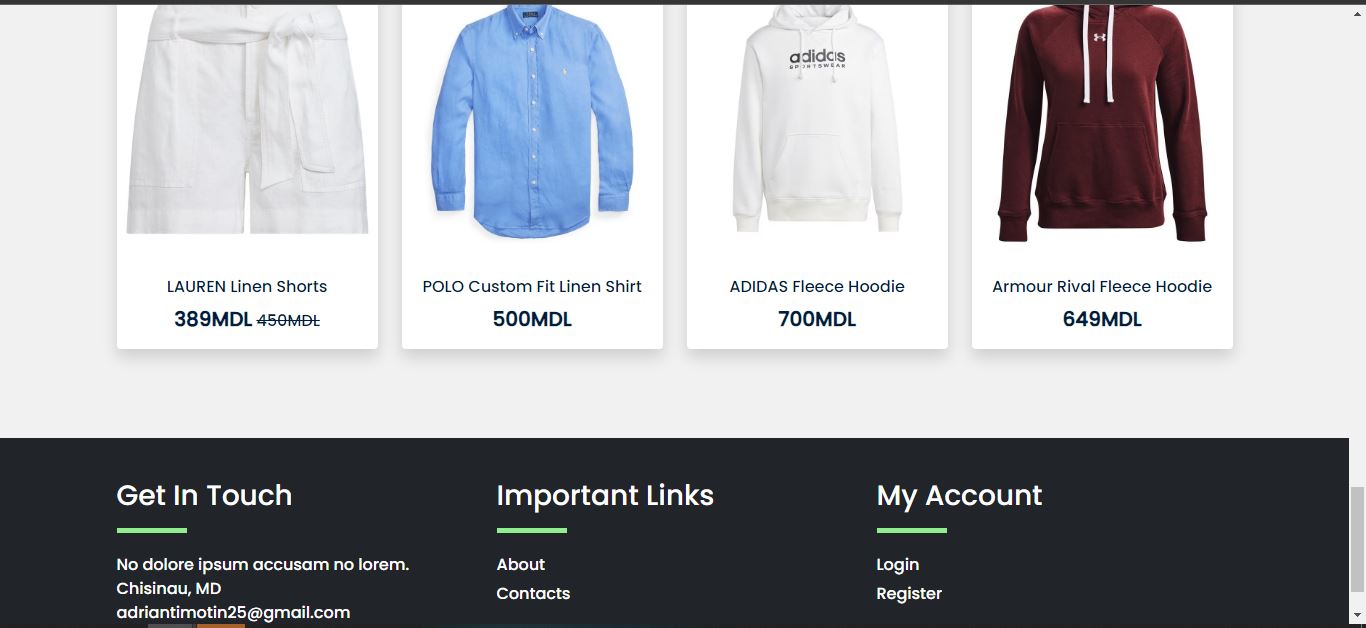 adidas
SPORTSWEAR
LAUREN Linen Shorts
389MDL 450MDL
POLO Custom Fit Linen Shirt
500MDL
ADIDAS Fleece Hoodie
700MDL
Armour Rival Fleece Hoodie
649MDL
Get In Touch
No dolore ipsum accusam no lorem.
Chisinau, MD
adriantimotin25@gmail.com
Important Links
About
Contacts
My Account
Login
Register